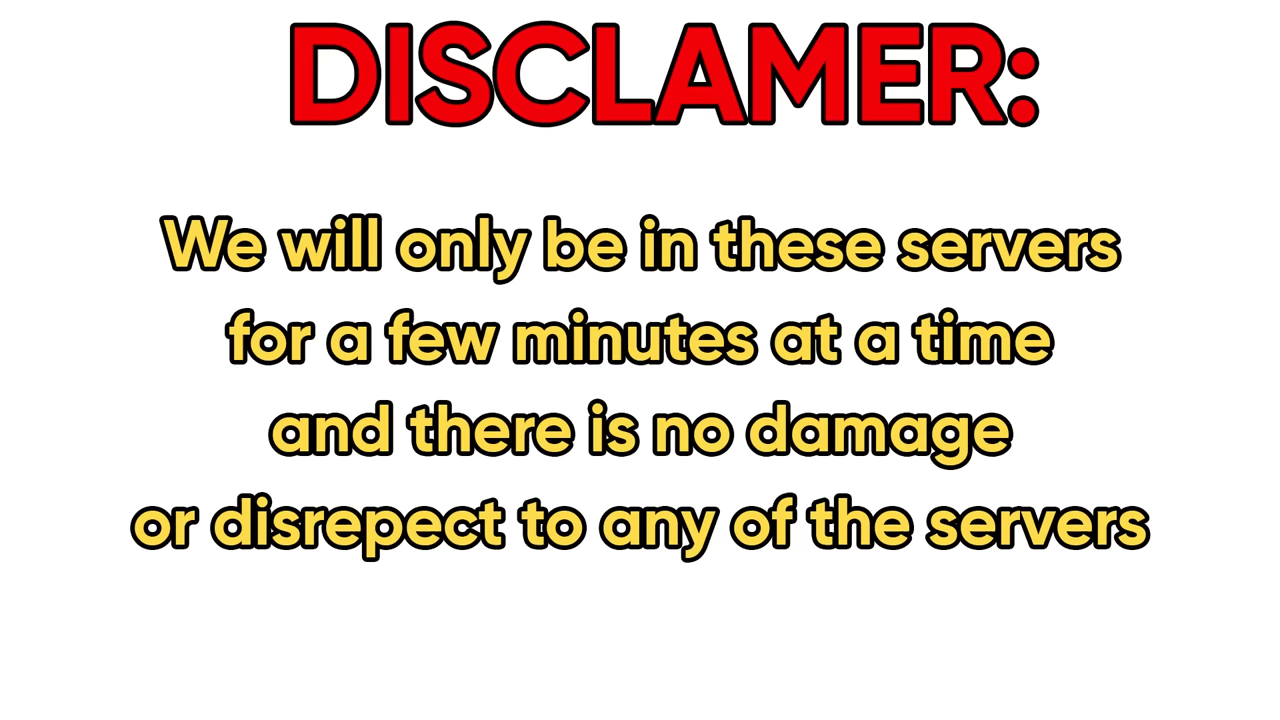 DISCLAMER:
We will only be in these servers
for a few minutes at a time
and there is no damage
or disrepect to any of the servers